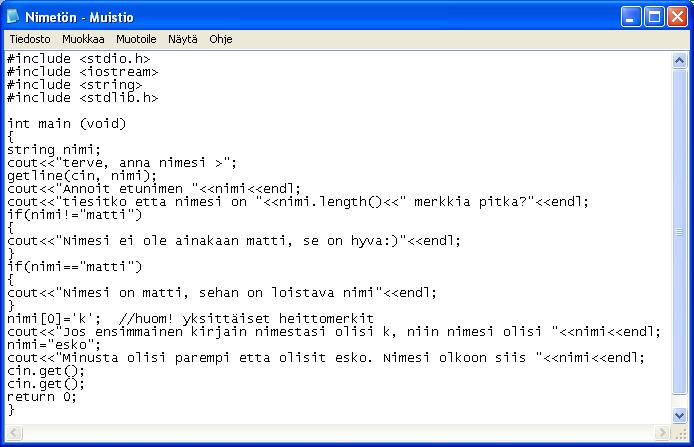 Nimetön - Muistio
Tiedosto Muokkaa Muotoile Näytä Ohje
#include <stdio.h>
#include <iostream>
#include <string>
#include <stdlib.h>
int main (void)
{
string nimi;
cout<<"terve, anna nimesi >";
getline(cin, nimi);
cout<<"Annoit etunimen "<<nimi<<endl;
cout<<"tiesitko etta nimesi on "<<nimi.length()<<" merkkia pitka?"<<endl;
if(nimi!="matti")
{
cout<<"Nimesi ei ole ainakaan matti, se on hyva:)"<<endl;
}
if(nimi=="matti")
{
cout<<"Nimesi on matti, sehan on loistava nimi"<<endl;
}
nimi[0]='k';  //huom! yksittäiset heittomerkit
cout<<"Jos ensimmainen kirjain nimestasi olisi k, niin nimesi olisi "<<nimi<<endl;
nimi="esko";
cout<<"Minusta olisi parempi etta olisit esko. Nimesi olkoon siis "<<nimi<<endl;
cin.get();
cin.get();
return 0;
}